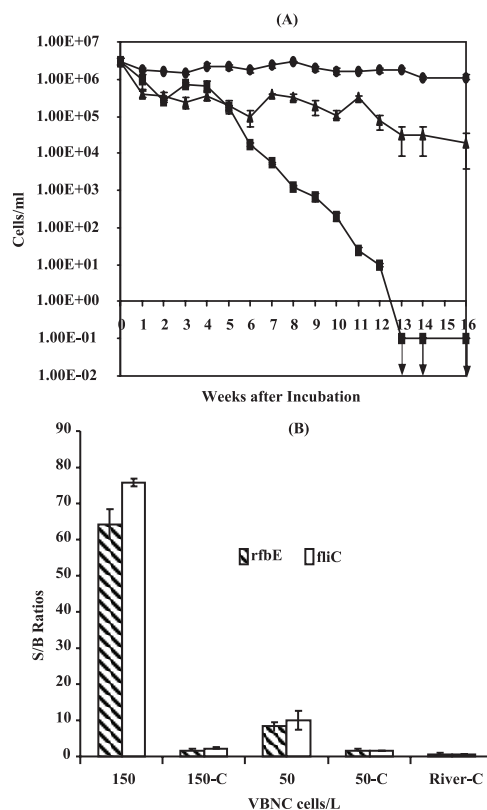 (A)
1.00E+07
1.00E+06
1.00E+05
1.00E+04
1.00E+03
1.00E+02
1.00E+01
1.00E+00
1.00E-01
1.00E-02
Cells/ml
0 1 2 3 4 5 6 7 8 9 10 11 12 13 14 15 16
Weeks after Incubation
(B)
90
80
70
60
50
40
30
20
10
0
S/B Ratios
rfbE fliC
150 150-C 50 50-C River-C
VBNC cells/L